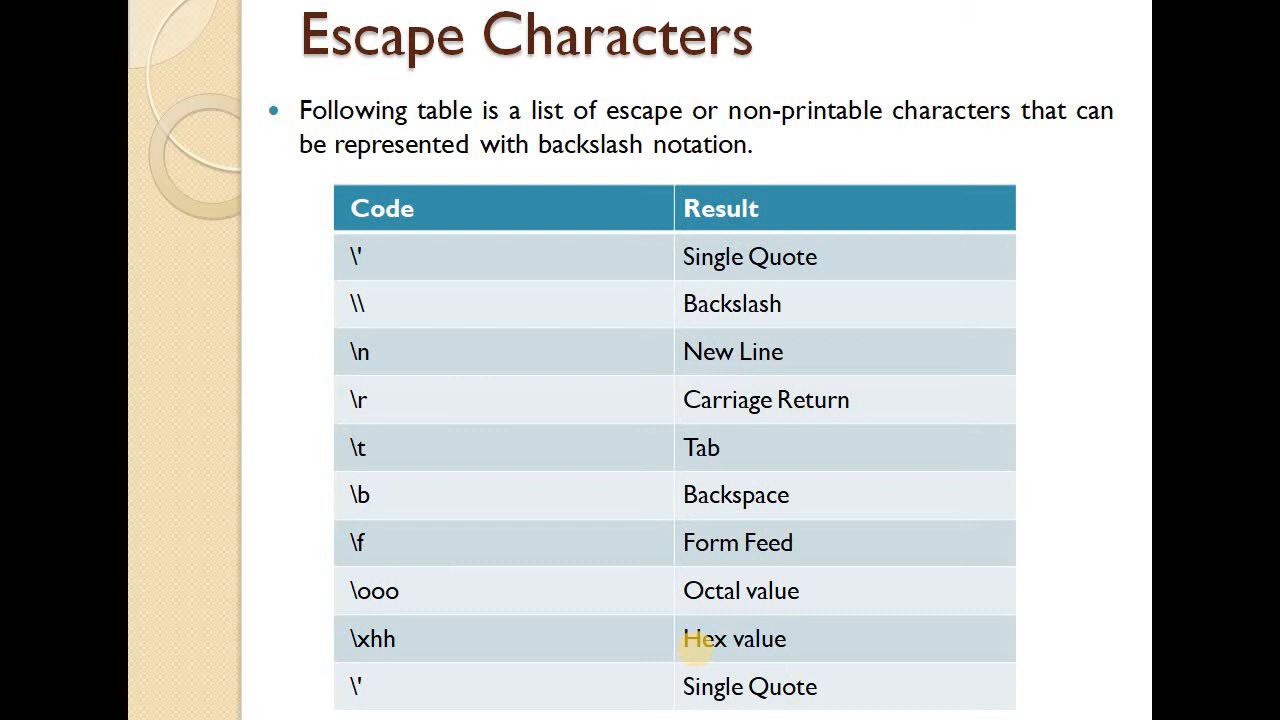 Escape Characters
Following table is a list of escape or non-printable characters that can
be represented with backslash notation.
Code Result
\' Single Quote
\\ Backslash
\n New Line
\r Carriage Return
\t Tab
\b Backspace
\f Form Feed
\ooo Octal value
\xhh Hex value
\' Single Quote